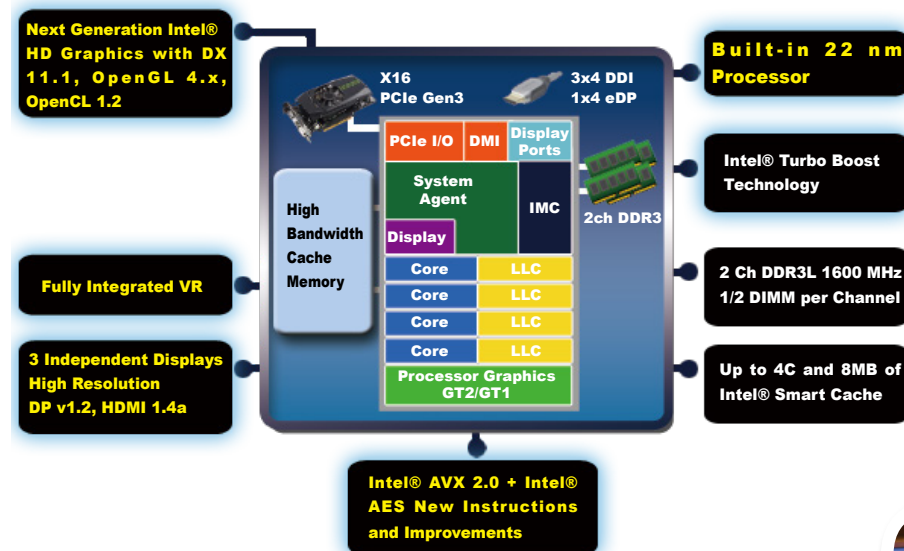 Next Generation Intel®
HD Graphics with DX
11.1, OpenGL 4.x,
OpenCL 1.2
Fully Integrated VR
3 Independent Displays
High Resolution
DP v1.2, HDMI 1.4a
X16
PCIe Gen3
3x4 DDI
1x4 eDP
PCIe I/O
DMI
Display
Ports
System
Agent
IMC
Display
2ch DDR3
High
Bandwidth
Cache
Memory
Core
LLC
Core
LLC
Core
LLC
Core
LLC
Processor Graphics
GT2/GT1
Built-in 22 nm
Processor
Intel® Turbo Boost
Technology
2 Ch DDR3L 1600 MHz
1/2 DIMM per Channel
Up to 4C and 8MB of
Intel® Smart Cache
Intel® AVX 2.0 + Intel®
AES New Instructions
and Improvements